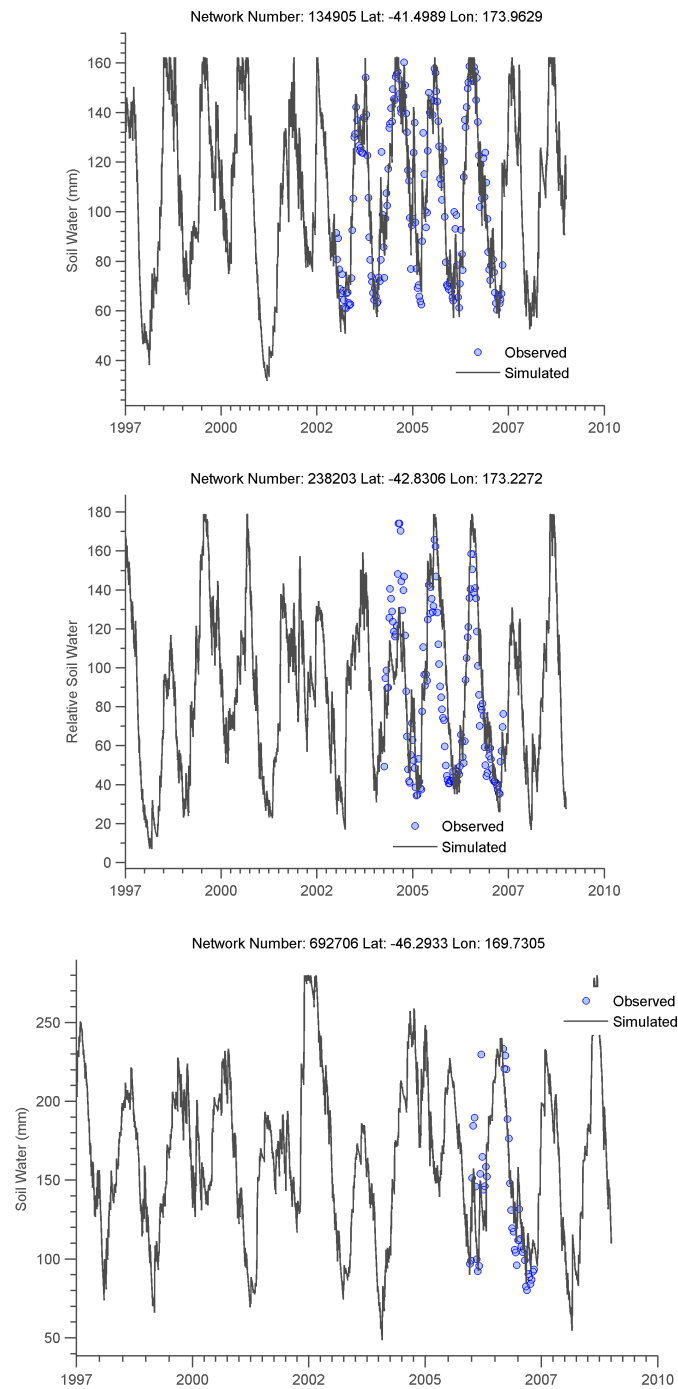 Network Number: 134905 Lat: -41.4989 Lon: 173.9629
160
140
120
100
80
60
40
Soil Water (mm)
Observed
Simulated
1997 2000 2002 2005 2007 2010
Network Number: 238203 Lat: -42.8306 Lon: 173.2272
180
160
140
120
100
80
60
40
20
0
Relative Soil Water
Observed
Simulated
1997 2000 2002 2005 2007 2010
Network Number: 692706 Lat: -46.2933 Lon: 169.7305
Observed
Simulated
250
200
150
100
50
Soil Water (mm)
1997 2000 2002 2005 2007 2010